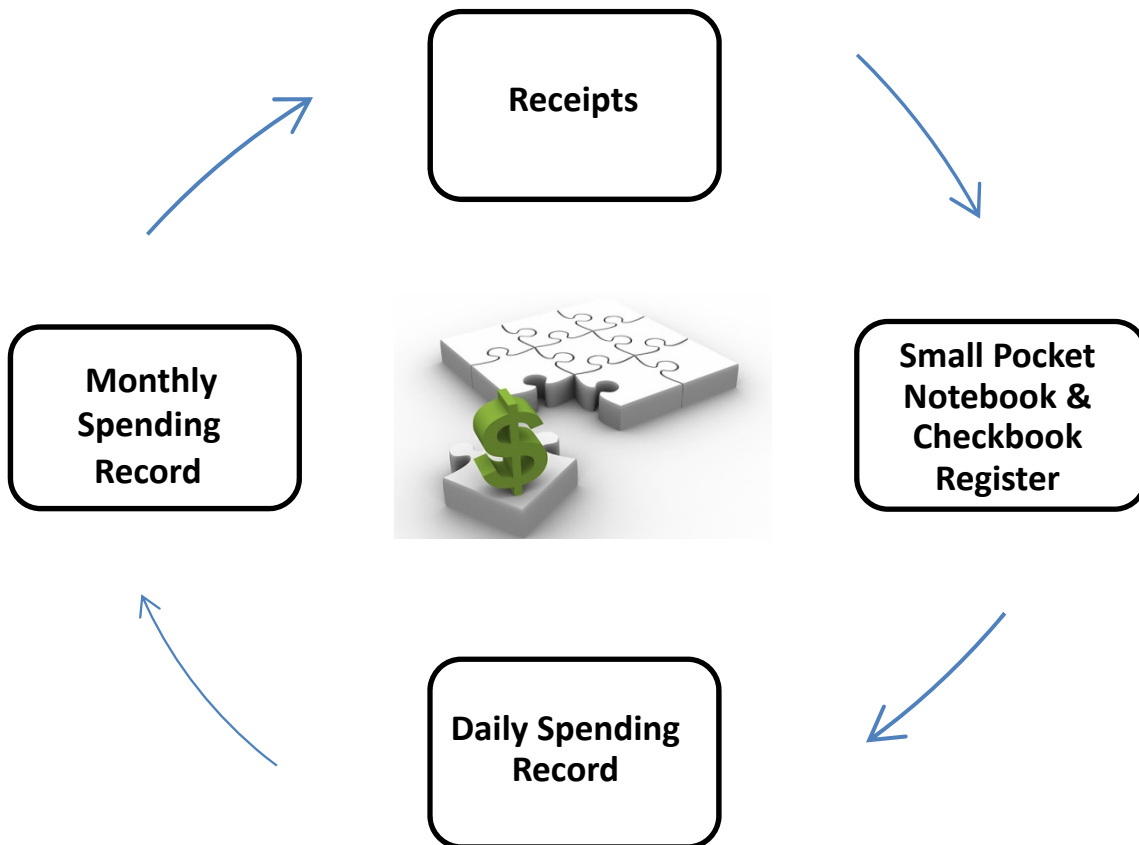 Receipts
Small Pocket
Notebook &
Checkbook
Register
Daily Spending
Record
Monthly
Spending
Record
$